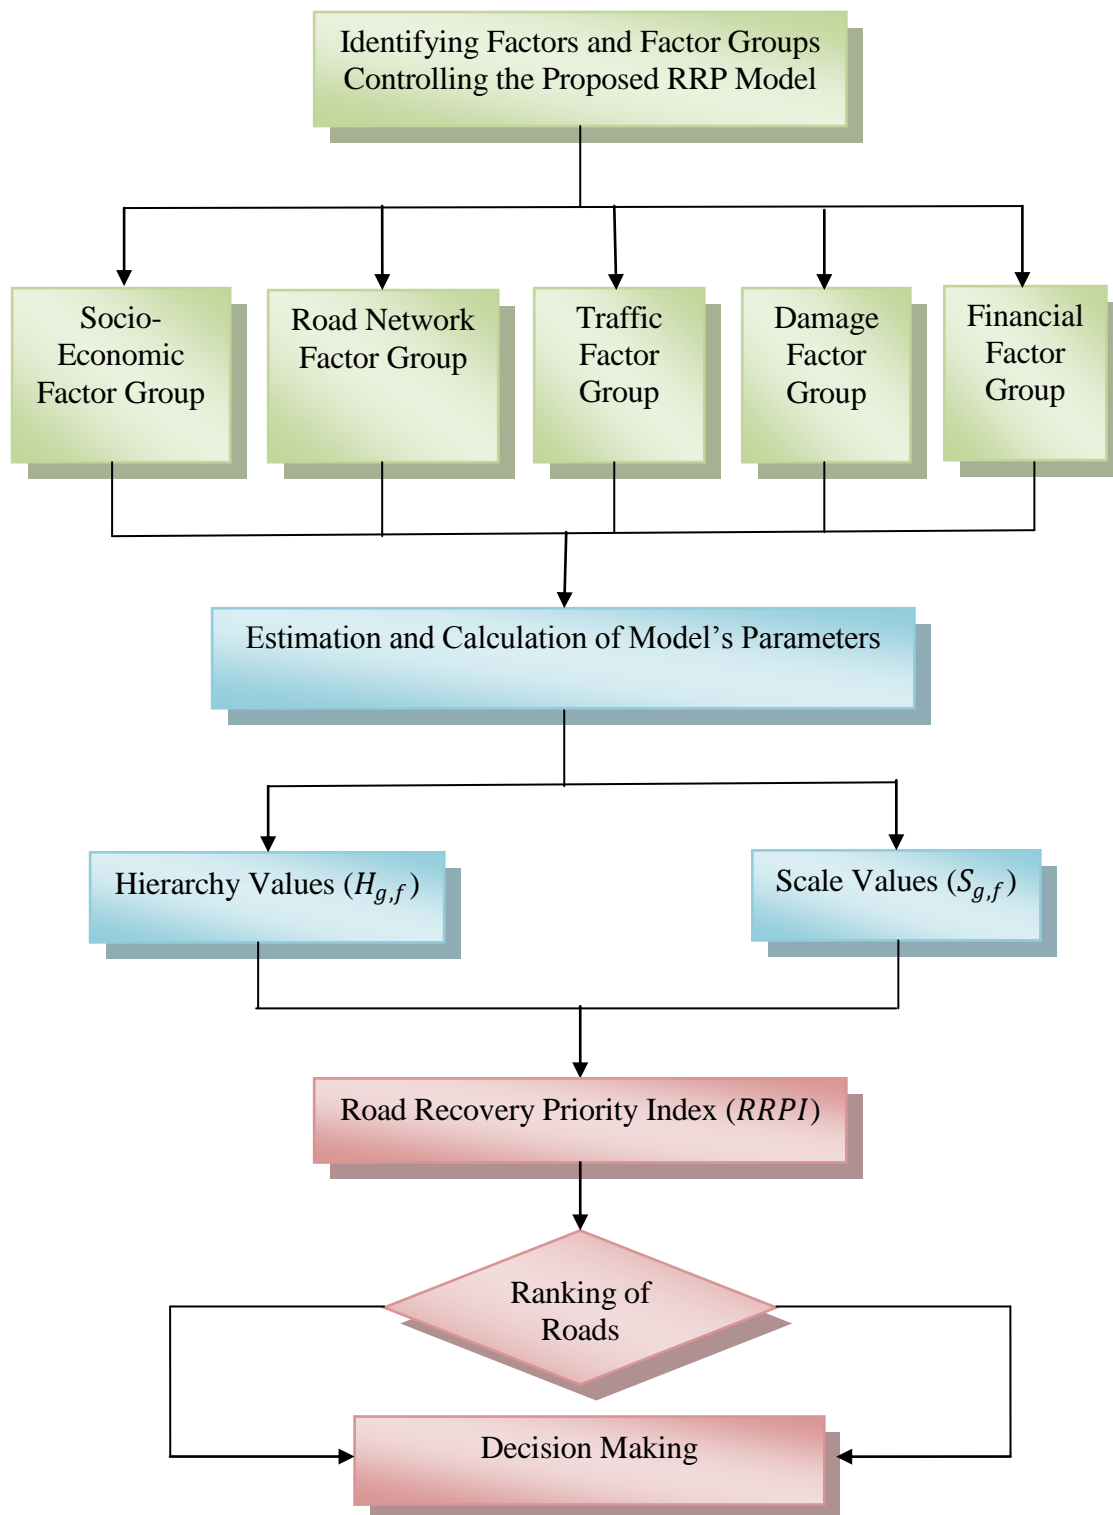 Identifying Factors and Factor Groups
Controlling the Proposed RRP Model
Socio-
Economic
Factor Group
Road Network
Factor Group
Traffic
Factor
Group
Damage
Factor
Group
Financial
Factor
Group
Estimation and Calculation of Model’s Parameters
Hierarchy Values (𝐻𝑔,𝑓)
Scale Values (𝑆𝑔,𝑓)
Road Recovery Priority Index (𝑅𝑅𝑃𝐼)
Ranking of
Roads
Decision Making